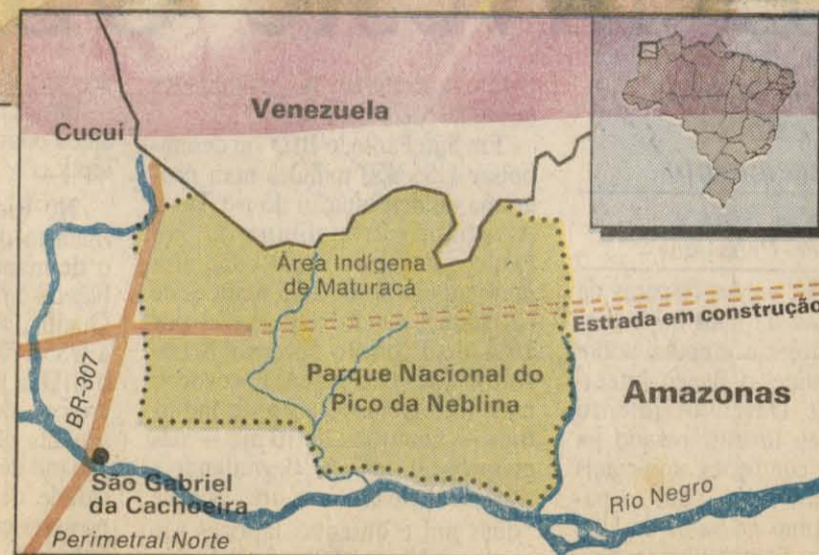 Venezuela
Cucuí
Área Indígena
de Maturacá
Estrada em construção
Parque Nacional do
Pico da Neblina
Amazonas
BR-307
São Gabriel
da Cachoeira
Rio Negro
Perimetral Norte